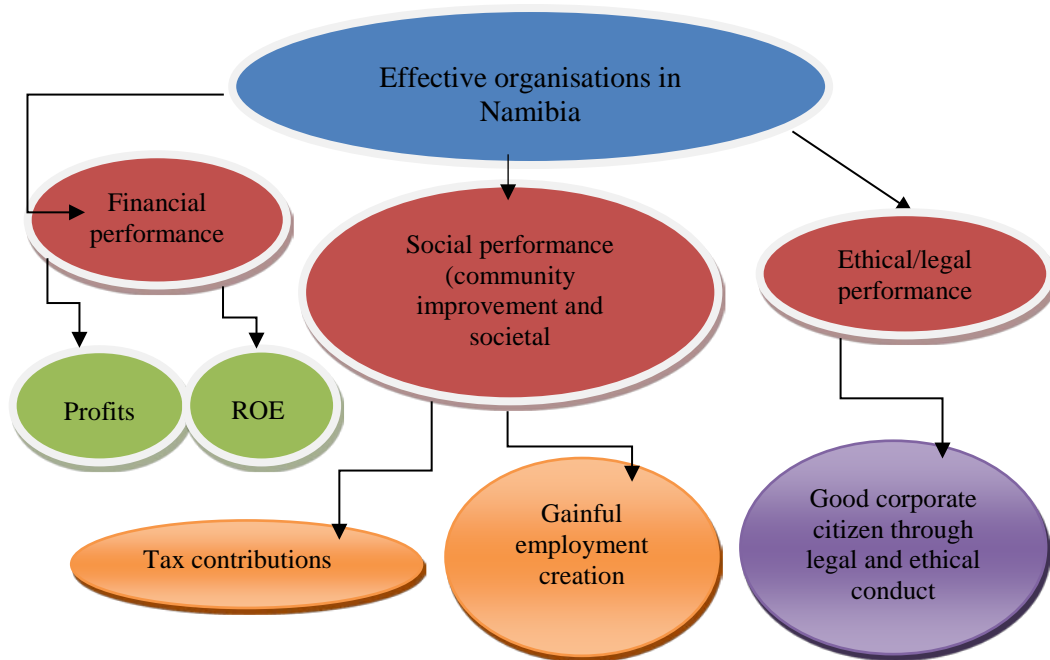 Effective organisations in
Namibia
Financial
performance
Social performance
(community
improvement and
societal
Ethical/legal
performance
Profits
ROE
Tax contributions
Gainful
employment
creation
Good corporate
citizen through
legal and ethical
conduct